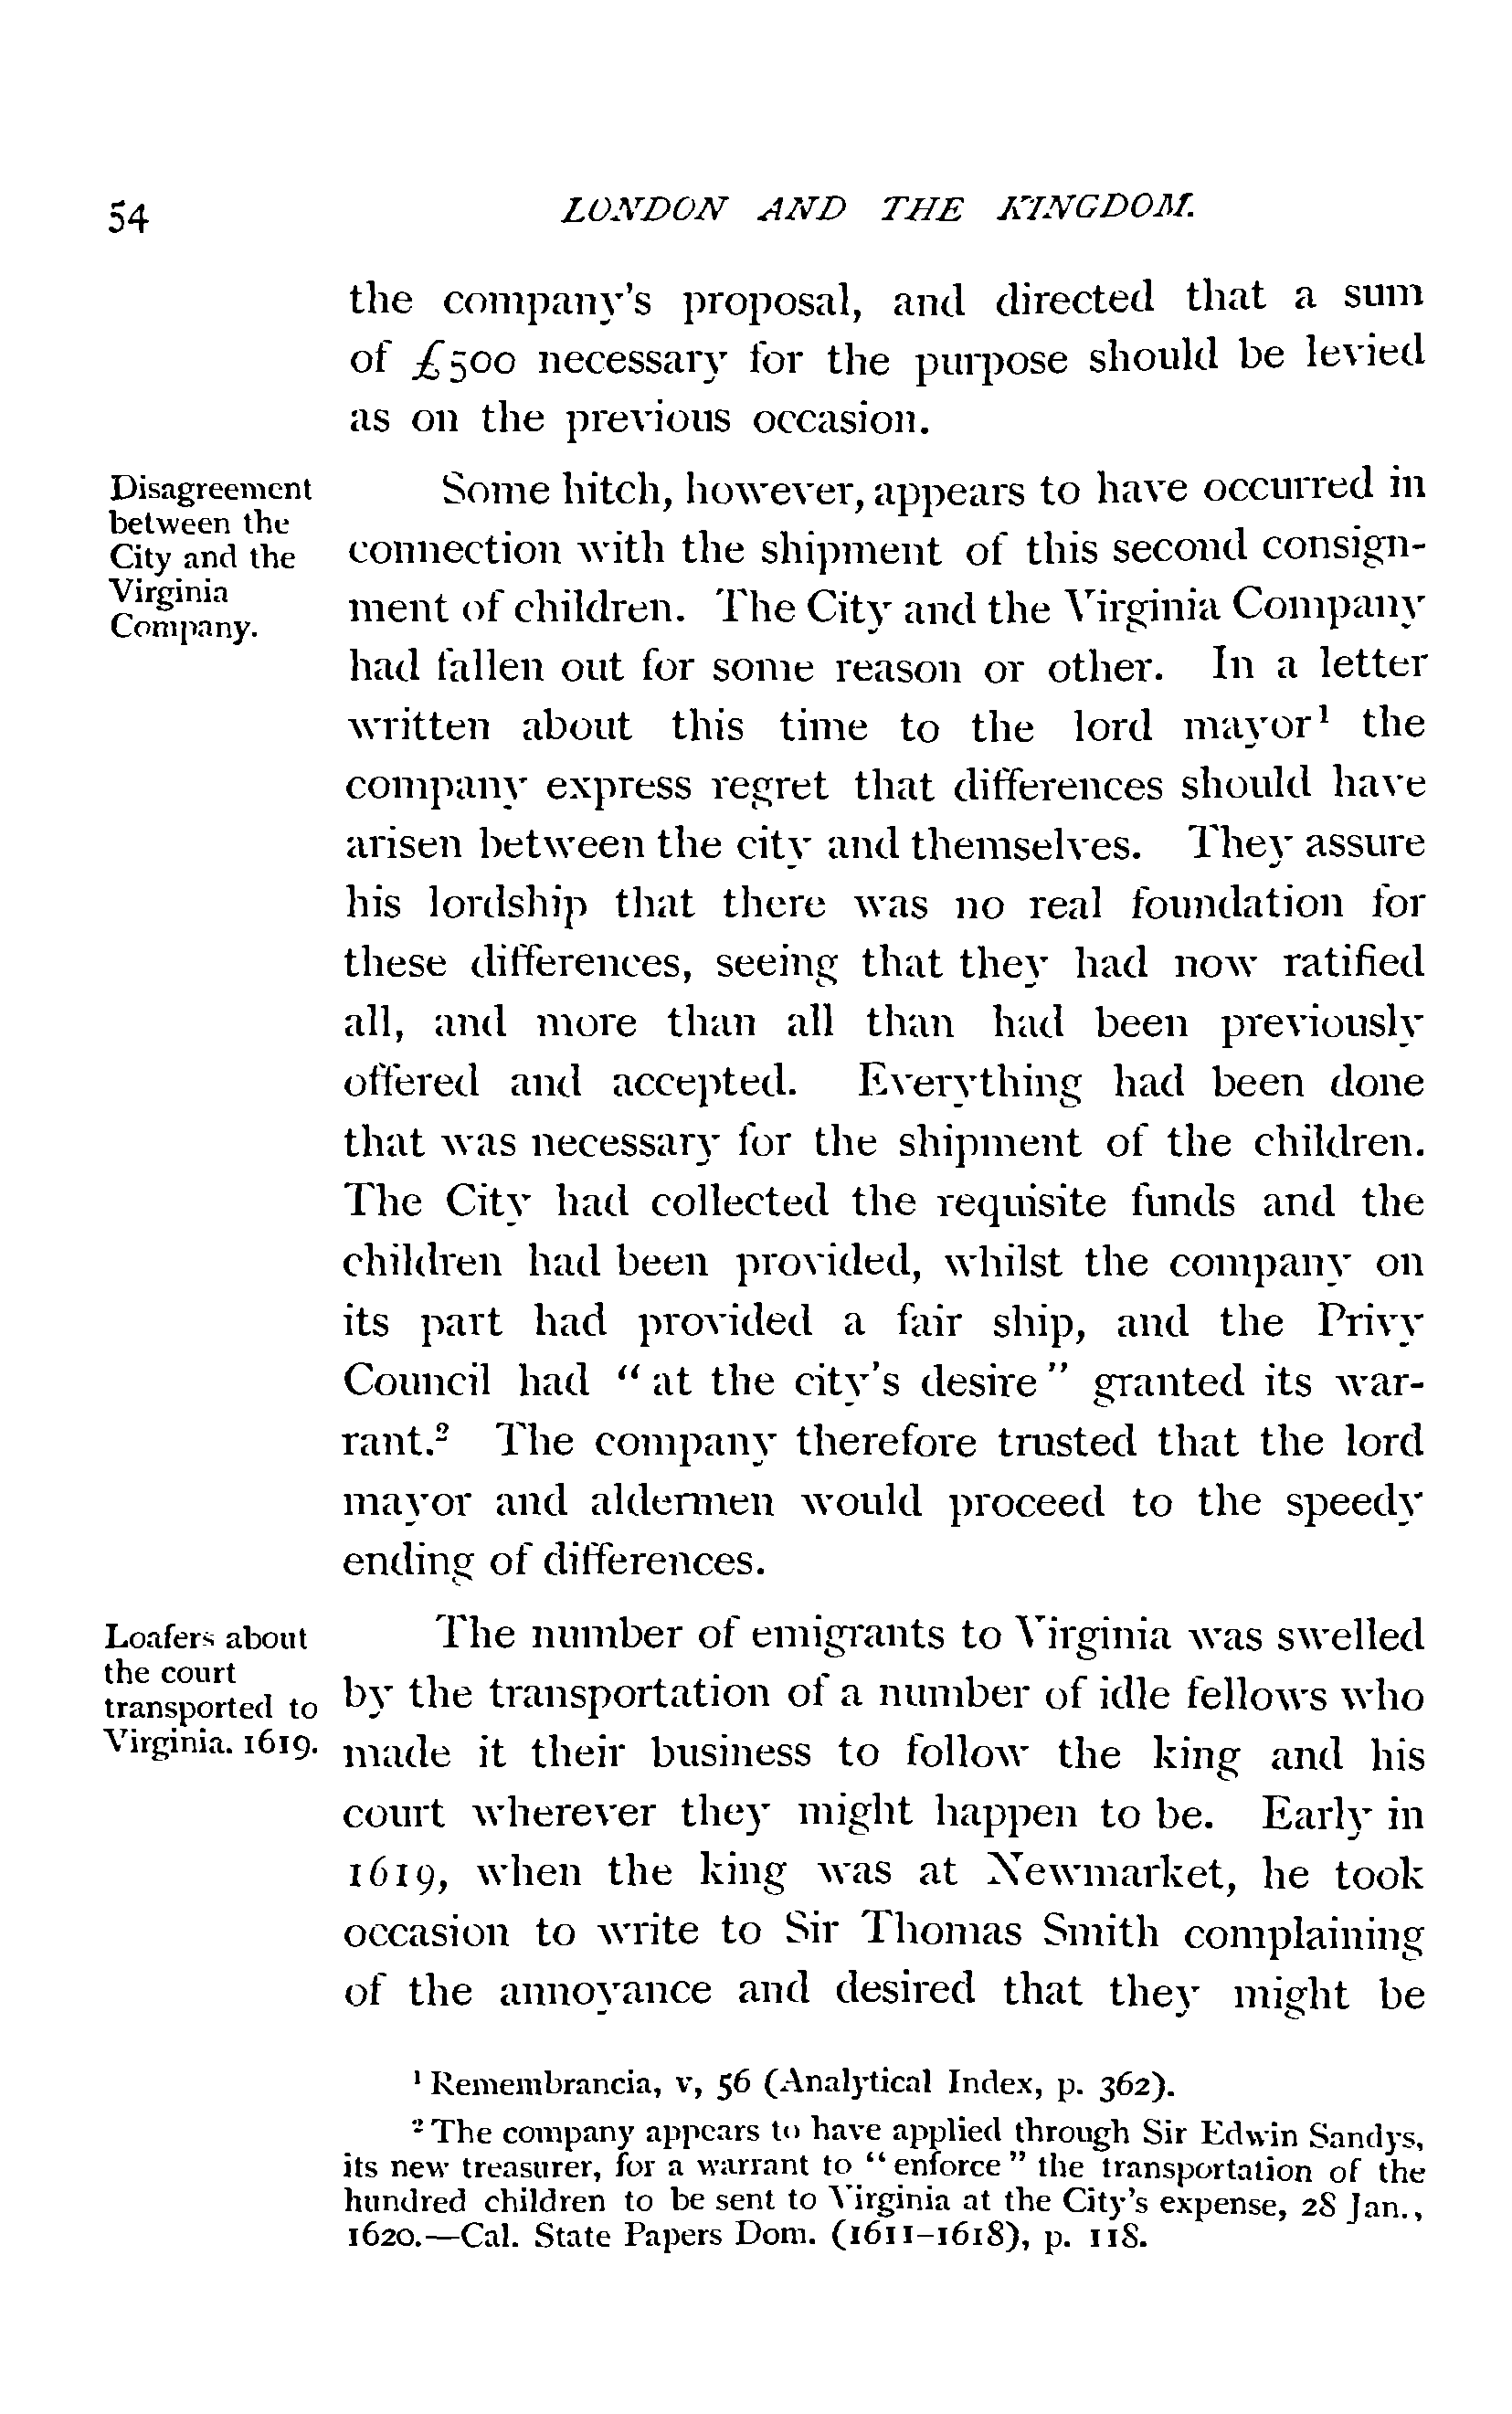 54
LONDON AND THE KINGDOM.
the company's proposal, and directed that a sum
of £500 necessary for the purpose should be levied
as on the previous occasion.
Disagreement
between the
City and the
Virginia
Company.
Some hitch, however, appears to have occurred in
connection with the shipment of this second consign-
ment of children. The City and the Virginia Company
had fallen out for some reason or other. In a letter
written about this time to the lord mayor¹ the
company express regret that differences should have
arisen between the city and themselves. They assure
his lordship that there was no real foundation for
these differences, seeing that they had now ratified
all, and more than all than had been previously
offered and accepted. Everything had been done
that was necessary for the shipment of the children.
The City had collected the requisite funds and the
children had been provided, whilst the company on
its part had provided a fair ship, and the Privy
Council had "at the city's desire" granted its war-
rant.² The company therefore trusted that the lord
mayor and aldermen would proceed to the speedy
ending of differences.
Loafers about
the court
transported to
Virginia. 1619.
The number of emigrants to Virginia was swelled
by the transportation of a number of idle fellows who
made it their business to follow the king and his
court wherever they might happen to be. Early in
1619, when the king was at Newmarket, he took
occasion to write to Sir Thomas Smith complaining
of the annoyance and desired that they might be
¹ Remembrancia, v, 56 (Analytical Index, p. 362).
² The company appears to have applied through Sir Edwin Sandys,
its new treasurer, for a warrant to "enforce" the transportation of the
hundred children to be sent to Virginia at the City's expense, 28 Jan.,
1620.—Cal. State Papers Dom. (1611–1618), p. 118.